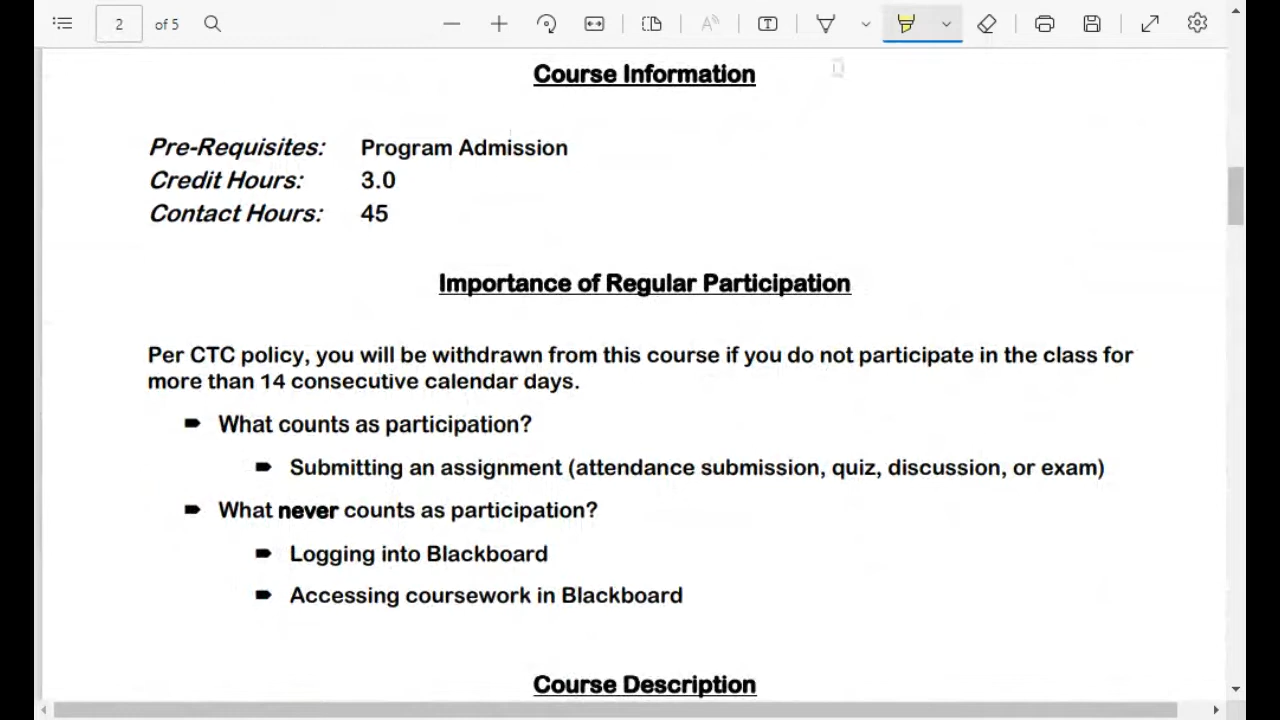 2 of 5
Course Information
Pre-Requisites: Program Admission
Credit Hours: 3.0
Contact Hours: 45
Importance of Regular Participation
Per CTC policy, you will be withdrawn from this course if you do not participate in the class for
more than 14 consecutive calendar days.
What counts as participation?
Submitting an assignment (attendance submission, quiz, discussion, or exam)
What never counts as participation?
Logging into Blackboard
Accessing coursework in Blackboard
Course Description